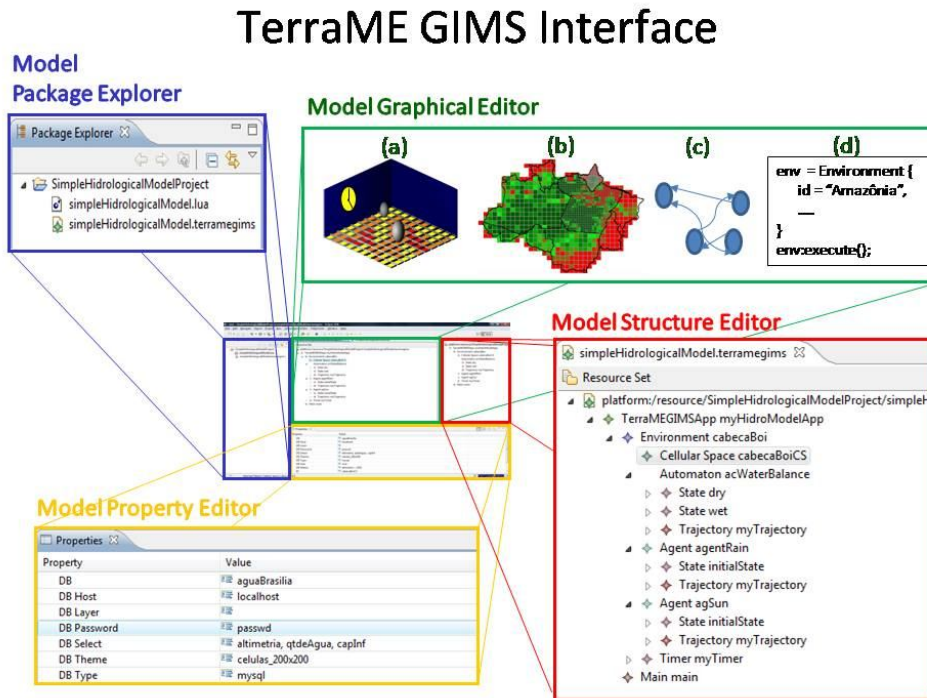 TerraME GIMS Interface
Model
Package Explorer
Package Explorer
SimpleHidrologicalModelProject
simpleHidrologicalModel.lua
simpleHidrologicalModel.terramegims
Model Graphical Editor
(a) (b) (c) (d)
env = Environment {
id = "Amazônia",
....
}
env:execute();
Model Structure Editor
simpleHidrologicalModel.terramegims
Resource Set
platform:/resource/SimpleHidrologicalModelProject/simpleH
TerraMEGIMSApp myHidroModelApp
Environment cabecaBoi
Cellular Space cabecaBoiCS
Automaton acWaterBalance
State dry
State wet
Trajectory myTrajectory
Agent agentRain
State initialState
Trajectory myTrajectory
Agent agSun
State initialState
Trajectory myTrajectory
Timer myTimer
Main main
Model Property Editor
Properties
Property Value
DB aguaBrasilia
DB Host localhost
DB Layer
DB Password passwd
DB Select altimetria, qtdeAgua, capInf
DB Theme celulas_200x200
DB Type mysql